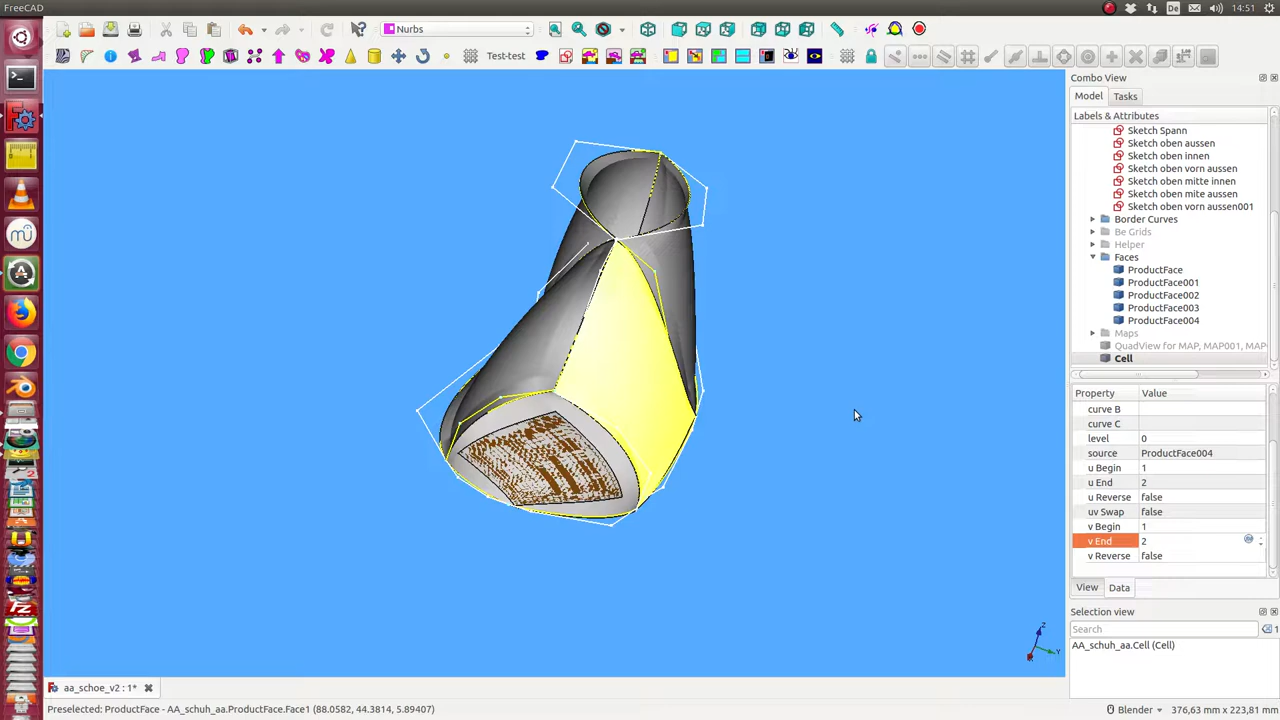 FreeCAD
De
14:51
Nurbs
Test-test
Combo View
Model
Tasks
Labels & Attributes
Sketch Spann
Sketch oben aussen
Sketch oben innen
Sketch oben vorn aussen
Sketch oben mitte innen
Sketch oben mite aussen
Sketch oben vorn aussen001
Border Curves
Be Grids
Helper
Faces
ProductFace
ProductFace001
ProductFace002
ProductFace003
ProductFace004
Maps
QuadView for MAP, MAP001, MAP
Cell
Property Value
curve B
curve C
level 0
source ProductFace004
u Begin 1
u End 2
u Reverse false
uv Swap false
v Begin 1
v End 2
v Reverse false
View
Data
Selection view
Search
1
AA_schuh_aa.Cell (Cell)
aa_schoe_v2 : 1*
Preselected: ProductFace - AA_schuh_aa.ProductFace.Face1 (88.0582, 44.3814, 5.89407)
Blender
376,63 mm x 223,81 mm